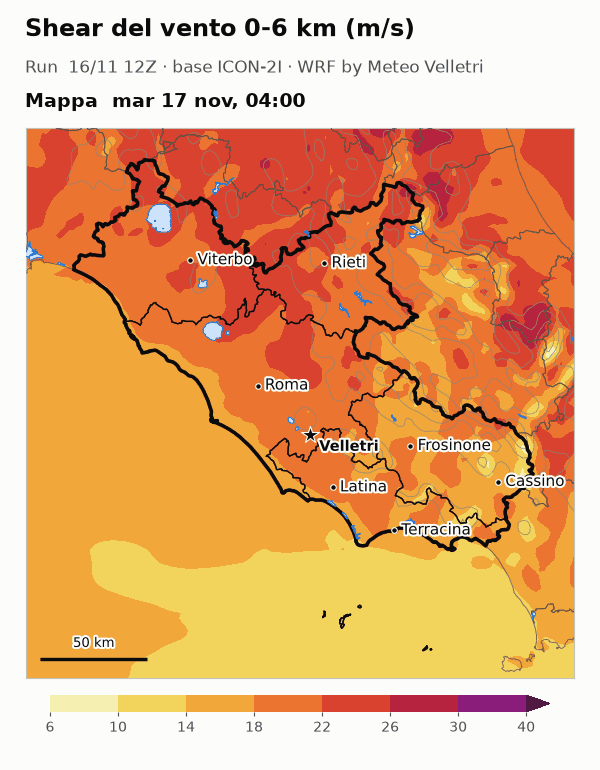 Shear del vento 0-6 km (m/s)
Run  16/11 12Z · base ICON-2I · WRF by Meteo Velletri
Mappa  mar 17 nov, 04:00
Viterbo
Rieti
Roma
Velletri
Frosinone
Cassino
Latina
Terracina
50 km
6 10 14 18 22 26 30 40